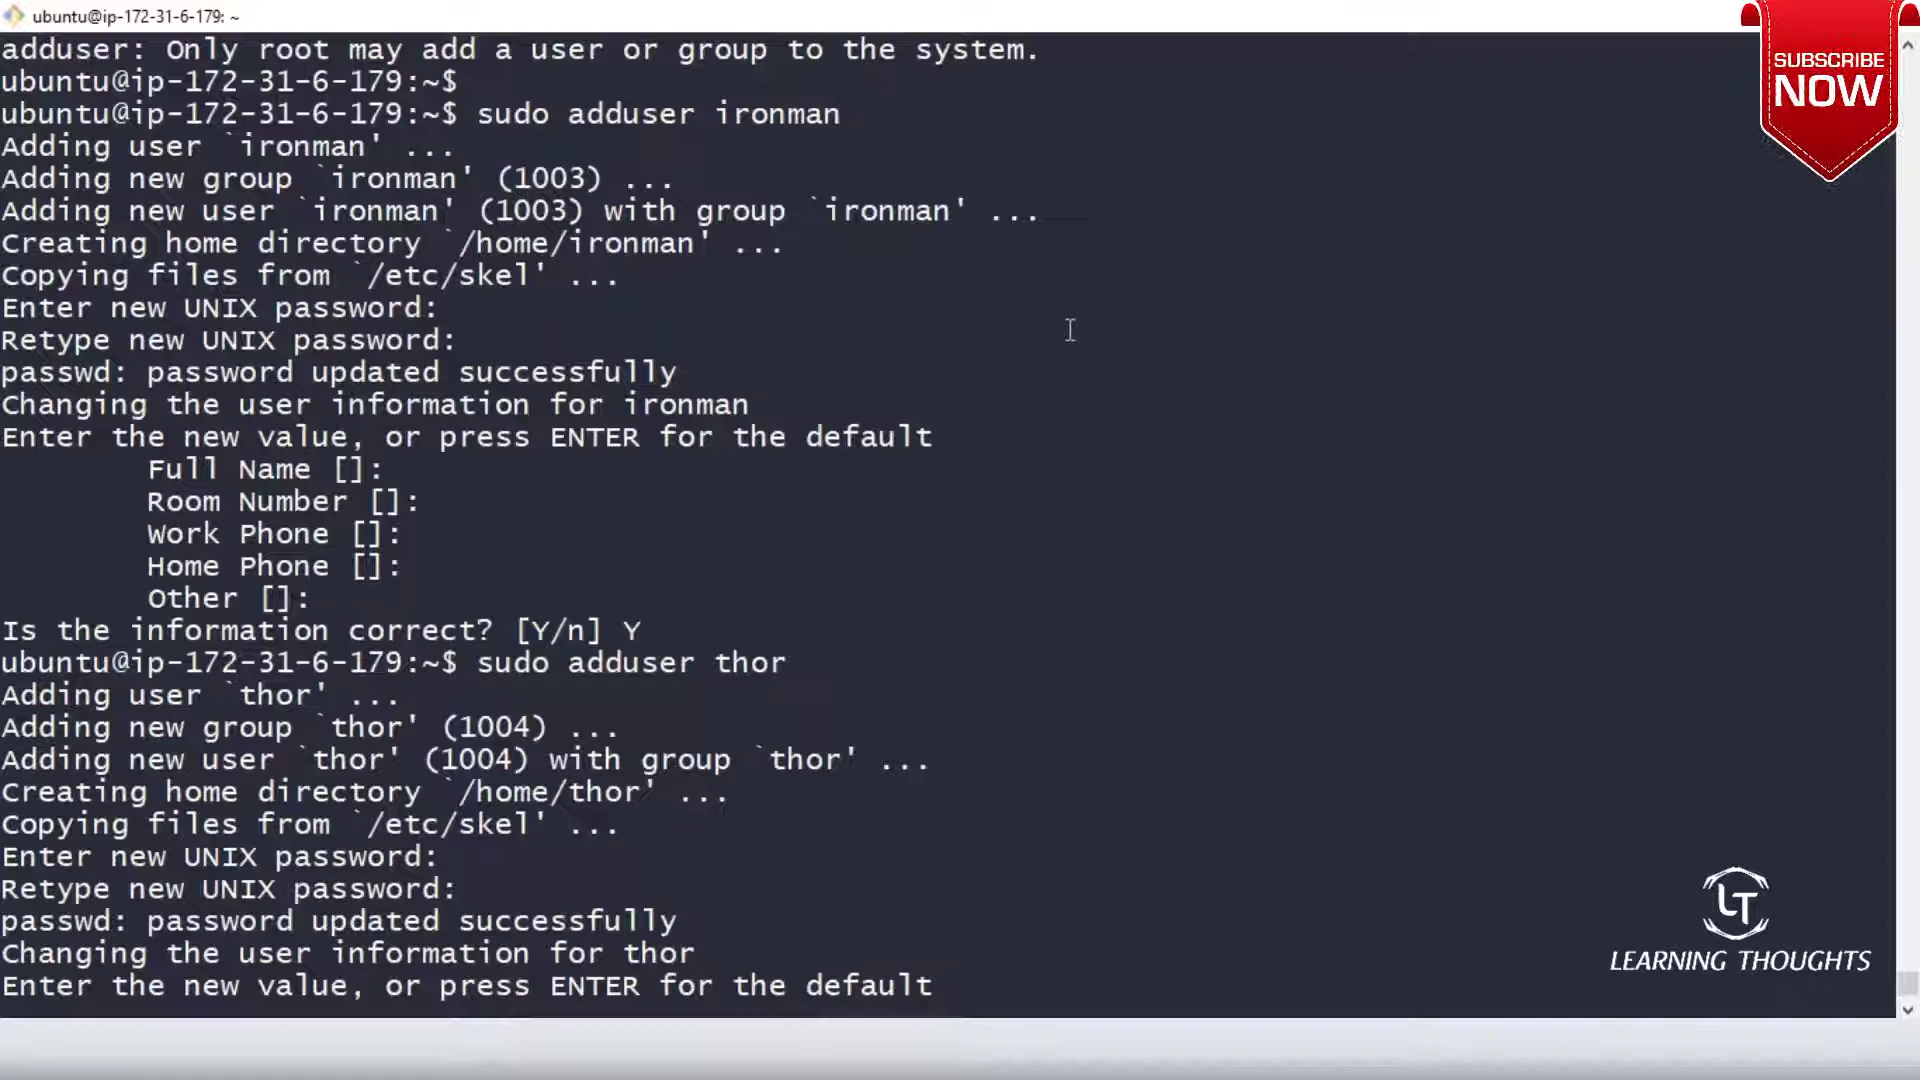 ubuntu@ip-172-31-6-179: ~
adduser: Only root may add a user or group to the system.
ubuntu@ip-172-31-6-179:~$
ubuntu@ip-172-31-6-179:~$ sudo adduser ironman
Adding user `ironman' ...
Adding new group `ironman' (1003) ...
Adding new user `ironman' (1003) with group `ironman' ...
Creating home directory `/home/ironman' ...
Copying files from `/etc/skel' ...
Enter new UNIX password:
Retype new UNIX password:
passwd: password updated successfully
Changing the user information for ironman
Enter the new value, or press ENTER for the default
Full Name []:
Room Number []:
Work Phone []:
Home Phone []:
Other []:
Is the information correct? [Y/n] Y
ubuntu@ip-172-31-6-179:~$ sudo adduser thor
Adding user `thor' ...
Adding new group `thor' (1004) ...
Adding new user `thor' (1004) with group `thor' ...
Creating home directory `/home/thor' ...
Copying files from `/etc/skel' ...
Enter new UNIX password:
Retype new UNIX password:
passwd: password updated successfully
Changing the user information for thor
Enter the new value, or press ENTER for the default
SUBSCRIBE
NOW
LT
LEARNING THOUGHTS